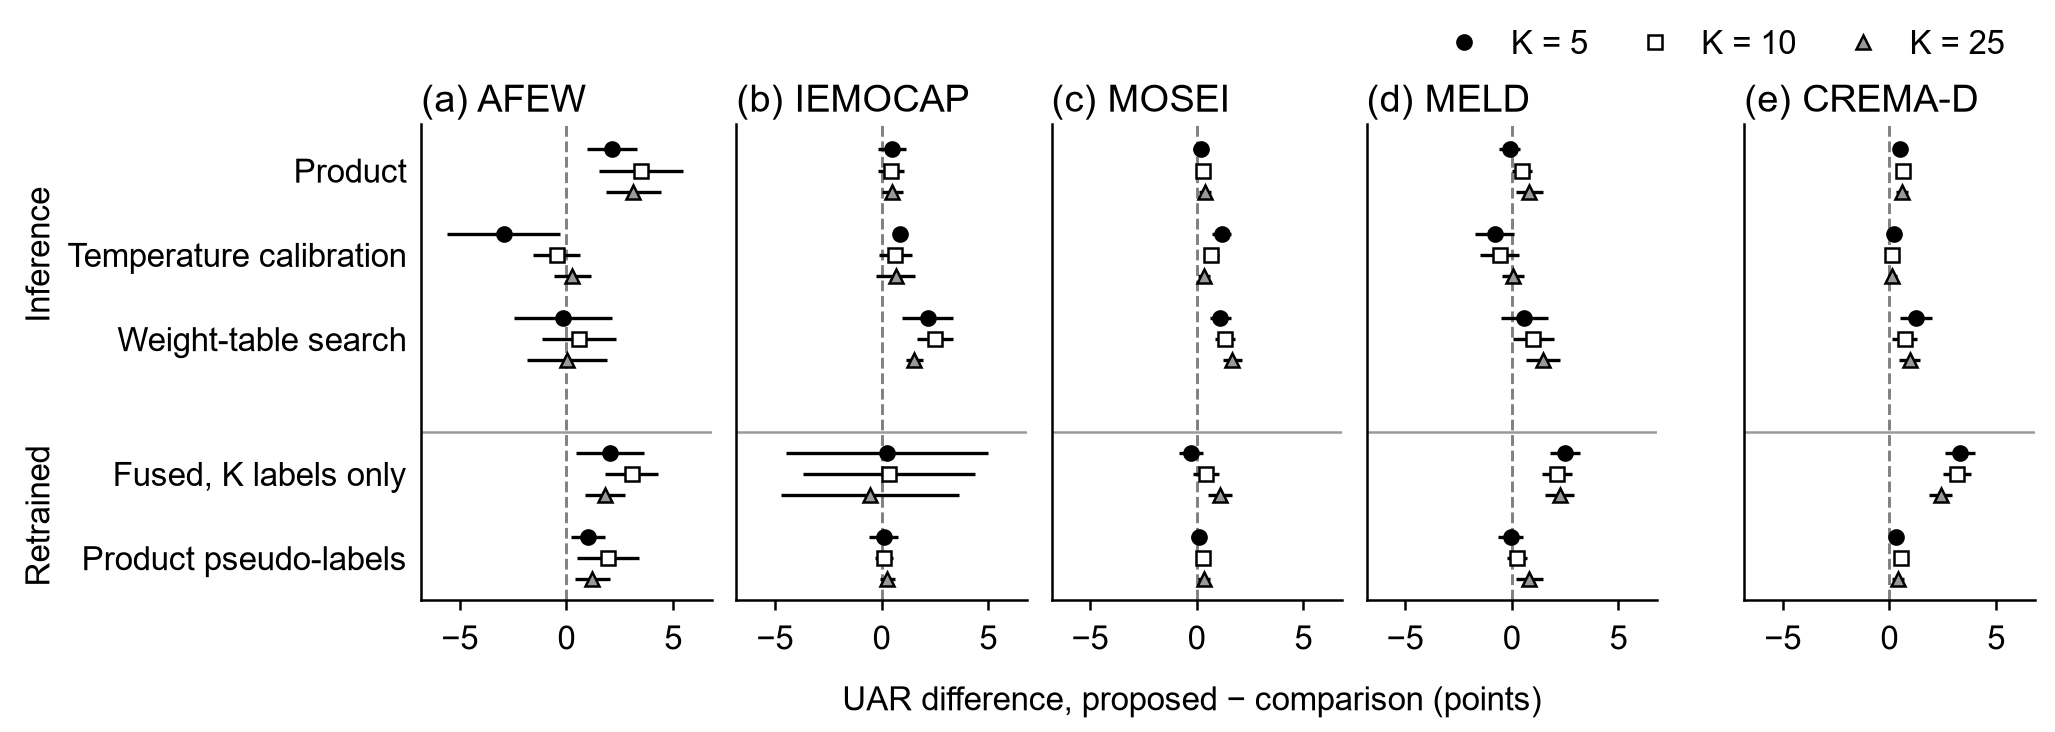 K = 5 K = 10 K = 25
(a) AFEW (b) IEMOCAP (c) MOSEI (d) MELD (e) CREMA-D
Inference
Product
Temperature calibration
Weight-table search
Retrained
Fused, K labels only
Product pseudo-labels
−5 0 5 −5 0 5 −5 0 5 −5 0 5 −5 0 5
UAR difference, proposed − comparison (points)